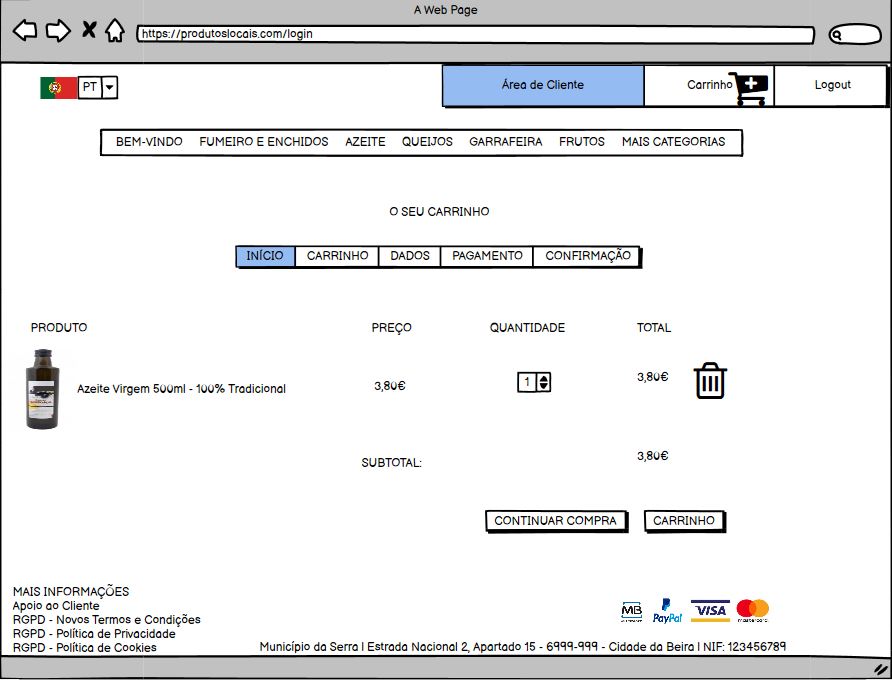 A Web Page
https://produtoslocais.com/login
PT
Área de Cliente
Carrinho
Logout
BEM-VINDO FUMEIRO E ENCHIDOS AZEITE QUEIJOS GARRAFEIRA FRUTOS MAIS CATEGORIAS
O SEU CARRINHO
INÍCIO CARRINHO DADOS PAGAMENTO CONFIRMAÇÃO
PRODUTO PREÇO QUANTIDADE TOTAL
Azeite Virgem 500ml - 100% Tradicional 3,80€ 1 3,80€
SUBTOTAL: 3,80€
CONTINUAR COMPRA CARRINHO
MAIS INFORMAÇÕES
Apoio ao Cliente
RGPD - Novos Termos e Condições
RGPD - Política de Privacidade
RGPD - Política de Cookies
MB PayPal VISA mastercard
Município da Serra | Estrada Nacional 2, Apartado 15 - 6999-999 - Cidade da Beira | NIF: 123456789